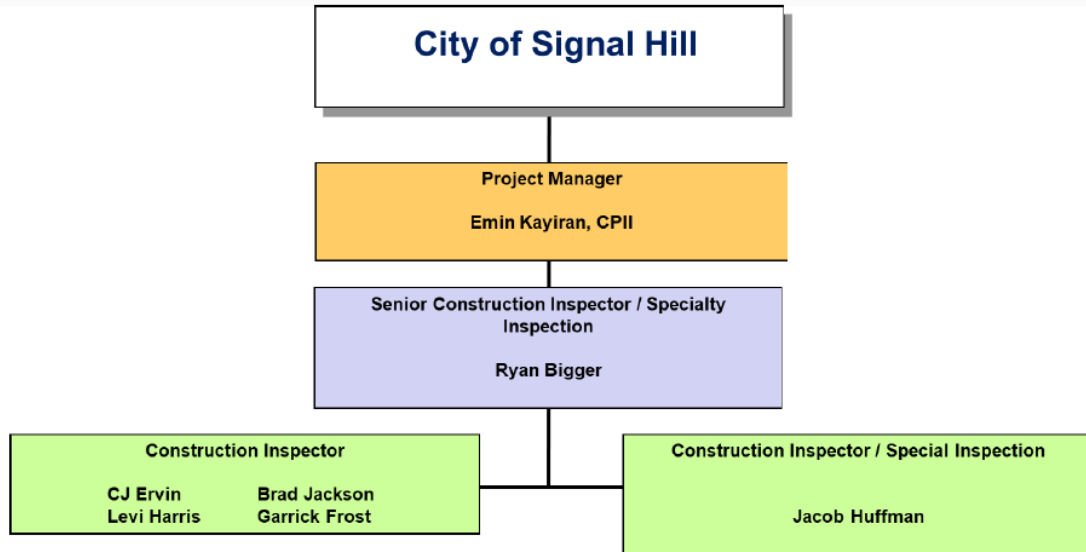 City of Signal Hill
Project Manager
Emin Kayiran, CPII
Senior Construction Inspector / Specialty
Inspection
Ryan Bigger
Construction Inspector
CJ Ervin Brad Jackson
Levi Harris Garrick Frost
Construction Inspector / Special Inspection
Jacob Huffman